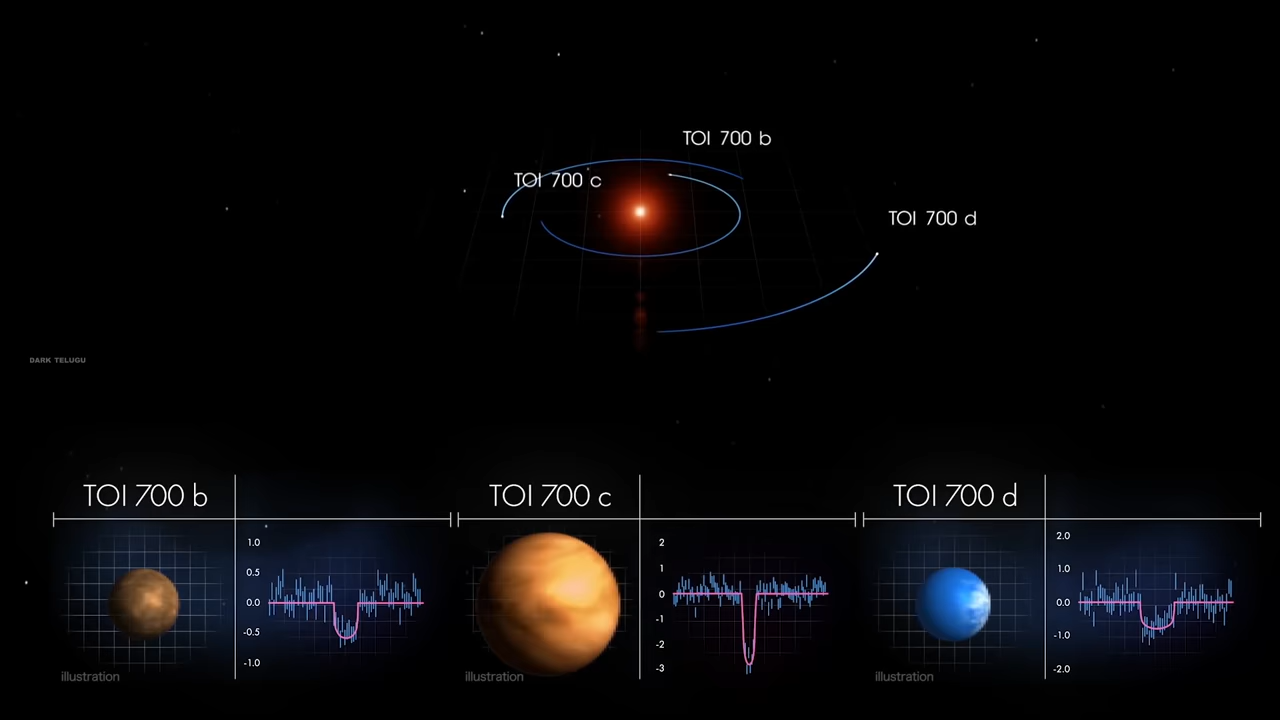 TOI 700 b
TOI 700 c
TOI 700 d
DARK TELUGU
TOI 700 b
1.0
0.5
0.0
-0.5
-1.0
illustration
TOI 700 c
2
1
0
-1
-2
-3
illustration
TOI 700 d
2.0
1.0
0.0
-1.0
-2.0
illustration